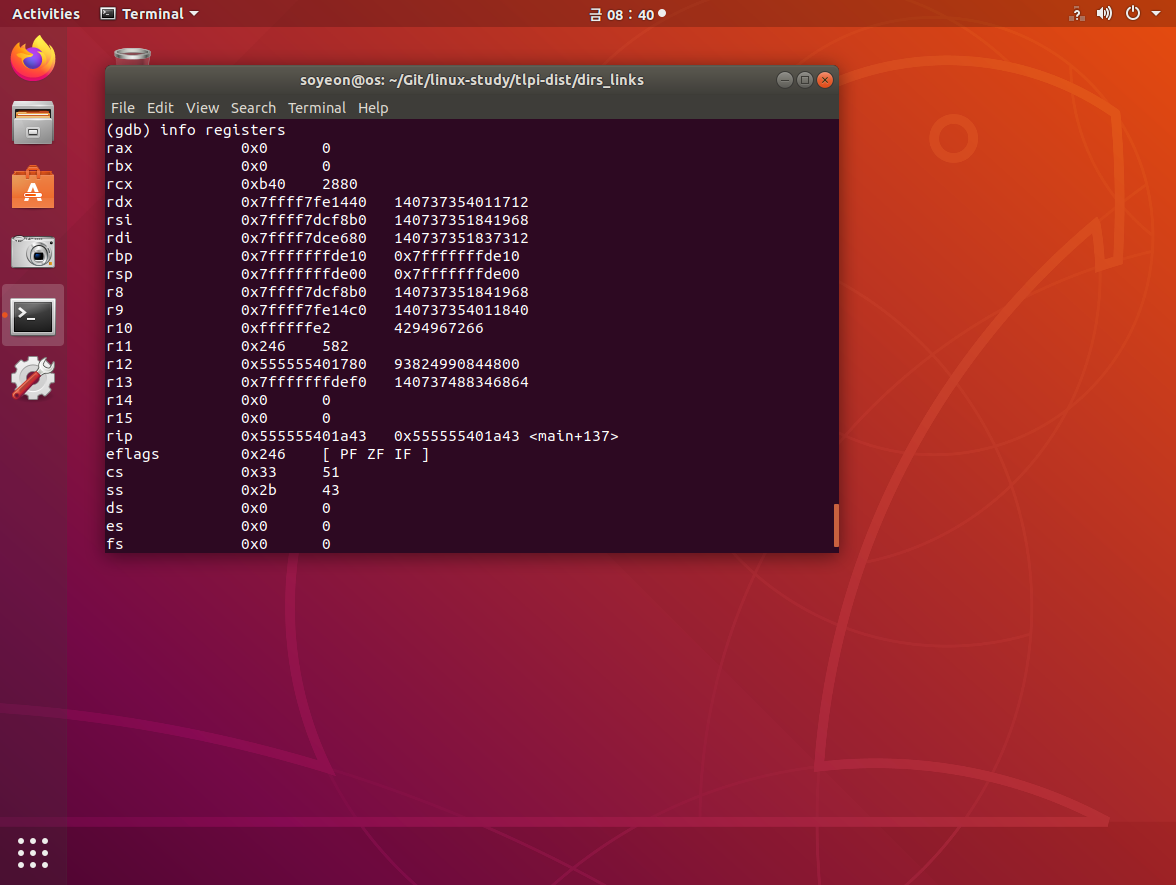 Activities Terminal 금 08 : 40
soyeon@os: ~/Git/linux-study/tlpi-dist/dirs_links
File Edit View Search Terminal Help
(gdb) info registers
rax 0x0 0
rbx 0x0 0
rcx 0xb40 2880
rdx 0x7ffff7fe1440 140737354011712
rsi 0x7ffff7dcf8b0 140737351841968
rdi 0x7ffff7dce680 140737351837312
rbp 0x7fffffffde10 0x7fffffffde10
rsp 0x7fffffffde00 0x7fffffffde00
r8 0x7ffff7dcf8b0 140737351841968
r9 0x7ffff7fe14c0 140737354011840
r10 0xffffffe2 4294967266
r11 0x246 582
r12 0x555555401780 93824990844800
r13 0x7fffffffdef0 140737488346864
r14 0x0 0
r15 0x0 0
rip 0x555555401a43 0x555555401a43 <main+137>
eflags 0x246 [ PF ZF IF ]
cs 0x33 51
ss 0x2b 43
ds 0x0 0
es 0x0 0
fs 0x0 0